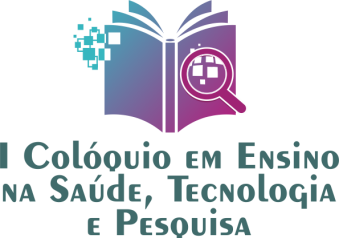 I Colóquio em Ensino
na Saúde, Tecnologia
e Pesquisa